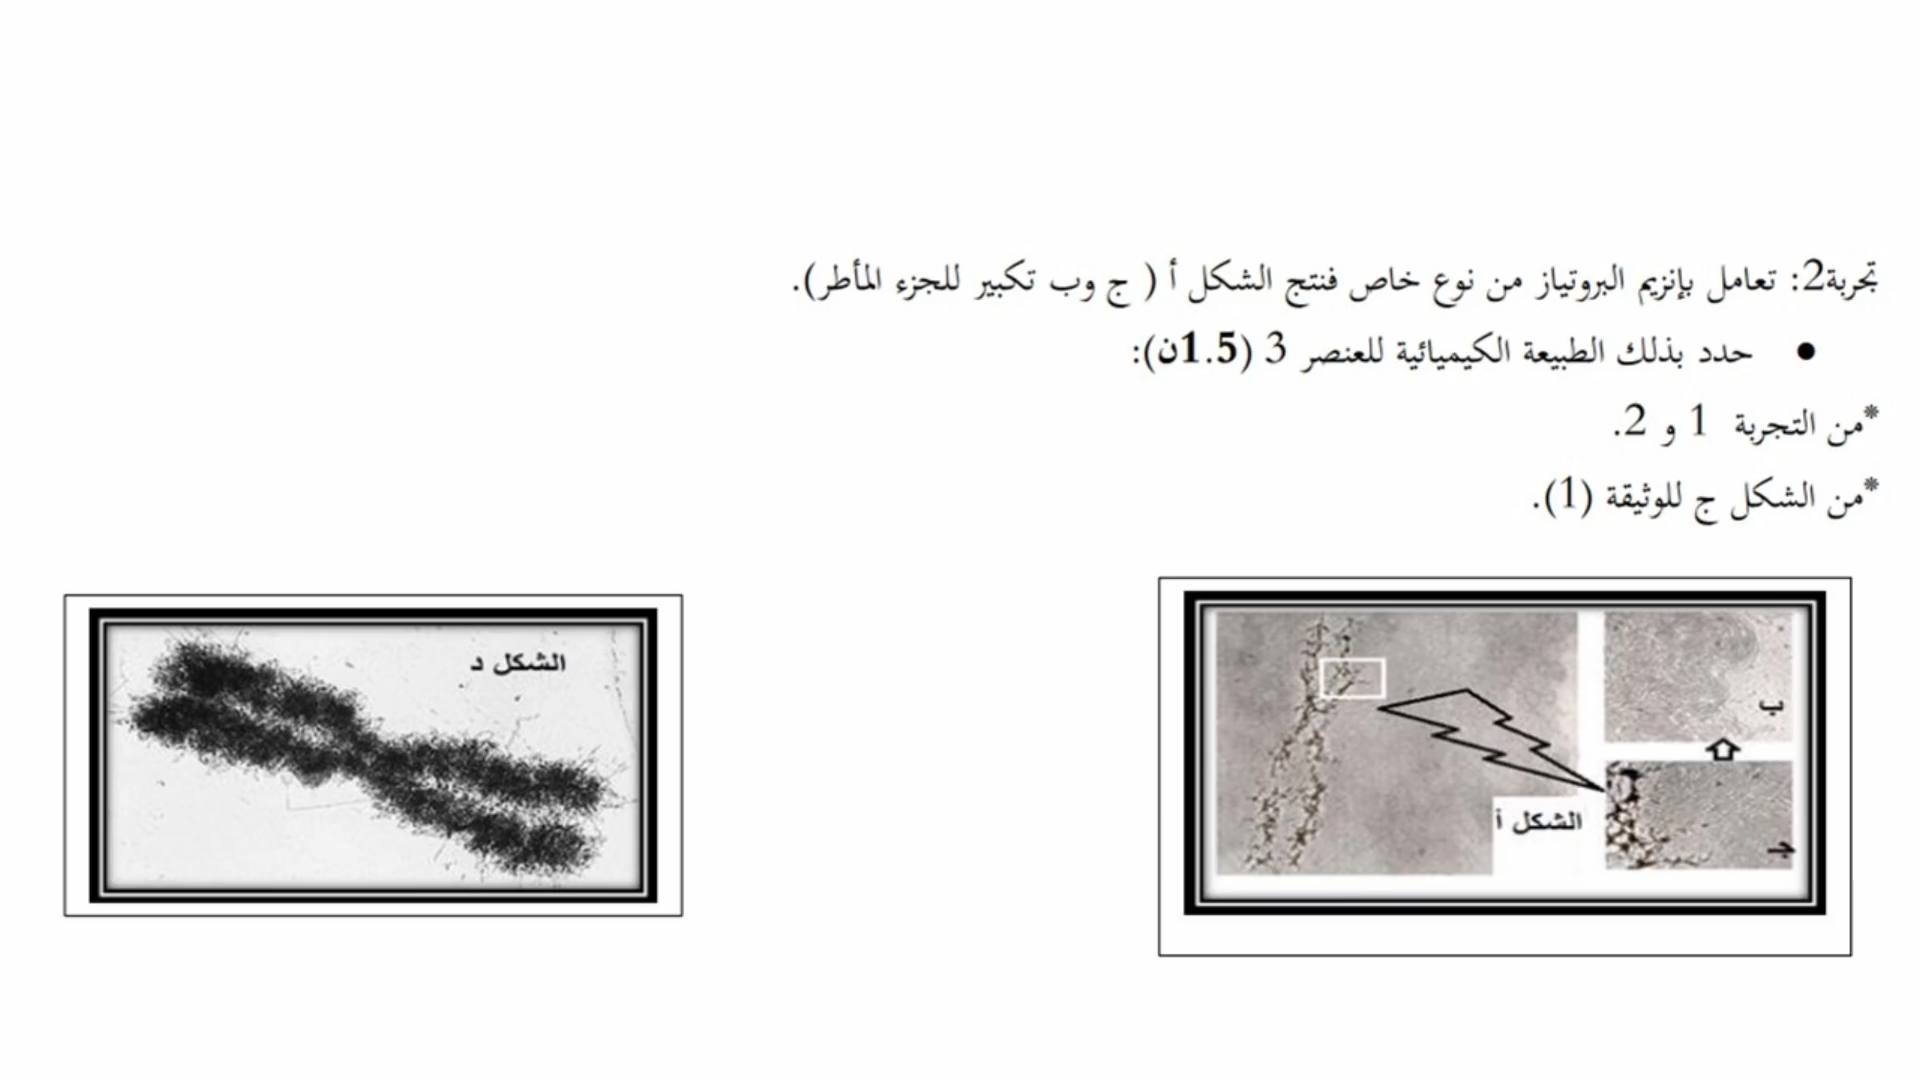 تجربة2: تعامل بإنزيم البروتياز من نوع خاص فنتج الشكل أ ( ج وب تكبير للجزء المأطر).
● حدد بذلك الطبيعة الكيميائية للعنصر 3 (1.5ن):
*من التجربة 1 و 2.
*من الشكل ج للوثيقة (1).
ب
الشكل أ
ج
الشكل د